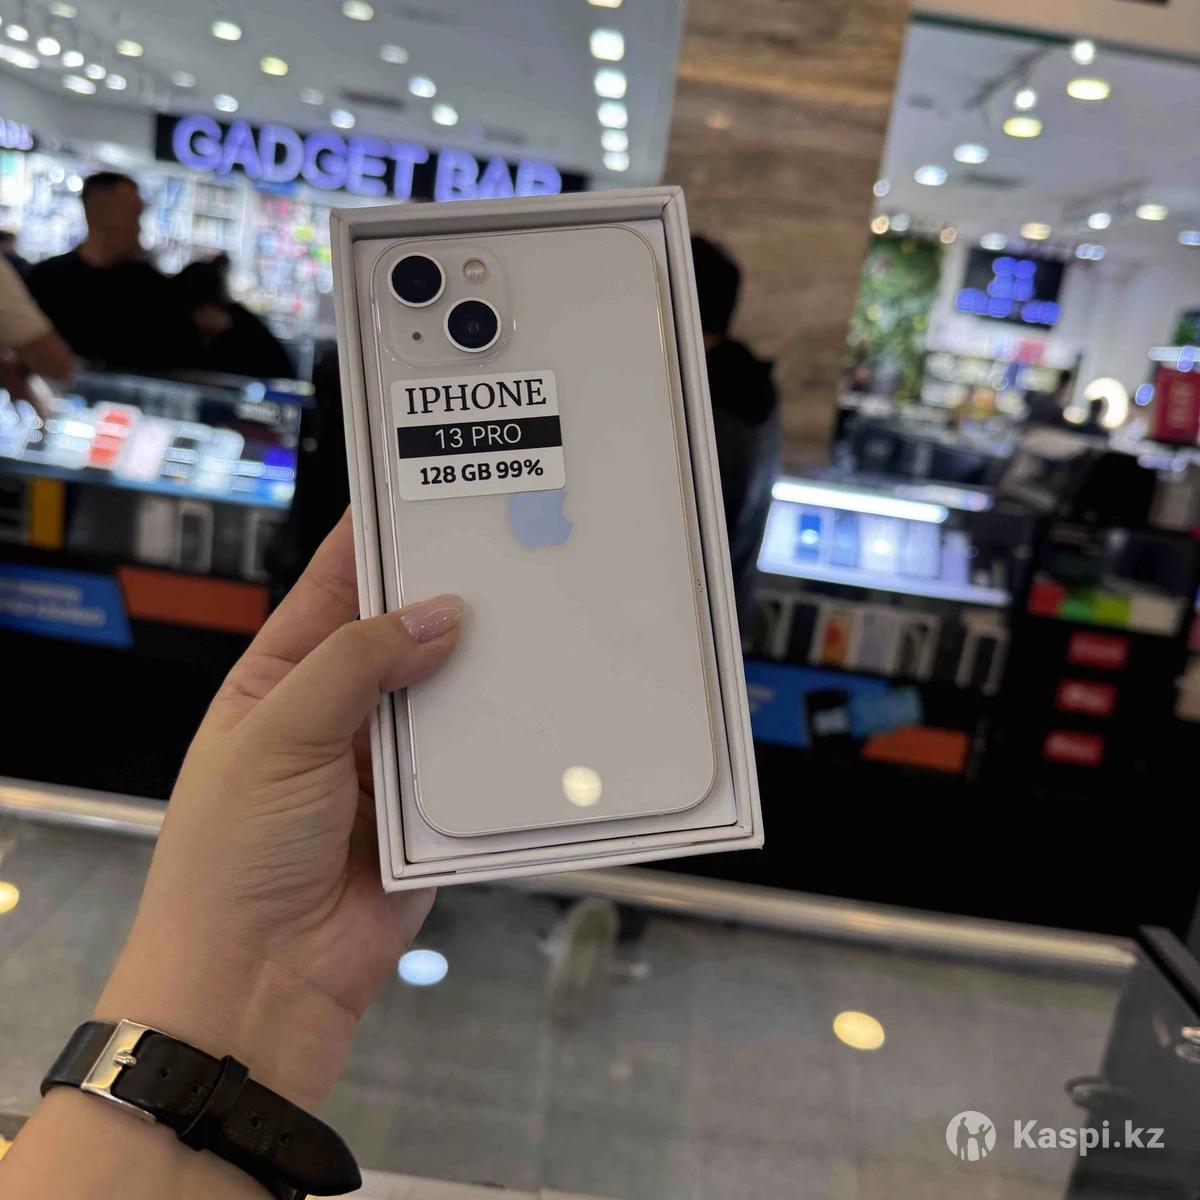 GADGET BAR
IPHONE
13 PRO
128 GB 99%
Kaspi.kz